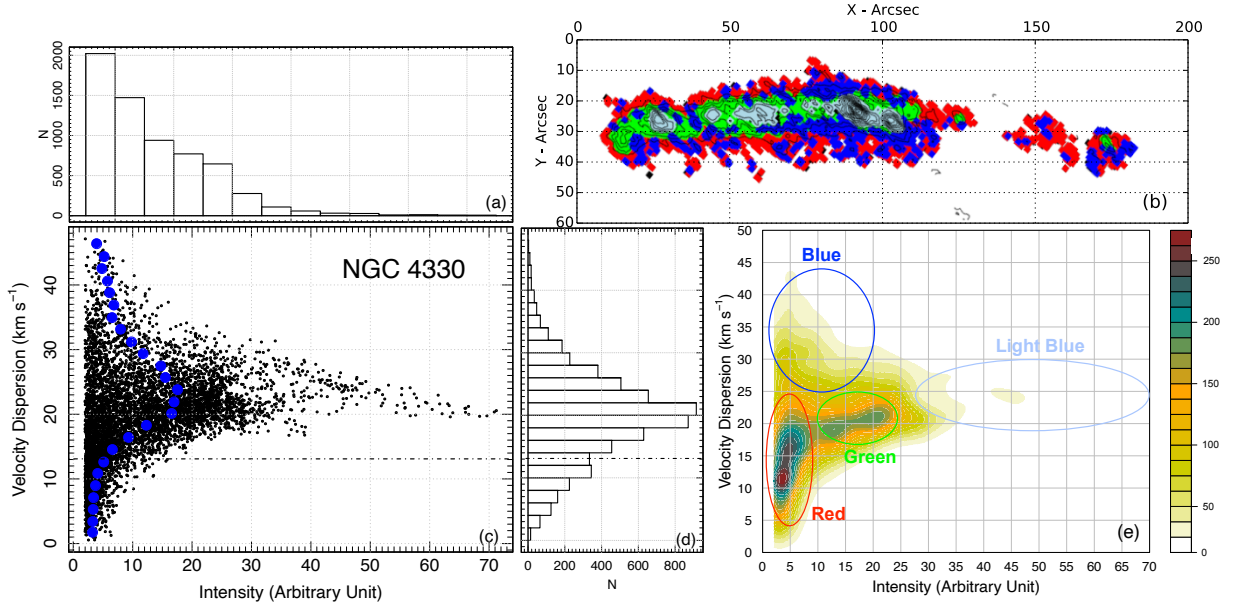 X - Arcsec
0 50 100 150 200
0
10
20
30
40
50
60
Y - Arcsec
(b)
2000
1500
1000
500
0
N
(a)
NGC 4330
40
30
20
10
0
Velocity Dispersion (km s⁻¹)
(c)
0 10 20 30 40 50 60 70
Intensity (Arbitrary Unit)
(d)
0 200 400 600 800
N
50
45
40
35
30
25
20
15
10
5
0
Velocity Dispersion (km s⁻¹)
Blue
Light Blue
Green
Red
(e)
0 5 10 15 20 25 30 35 40 45 50 55 60 65 70
Intensity (Arbitrary Unit)
250
200
150
100
50
0